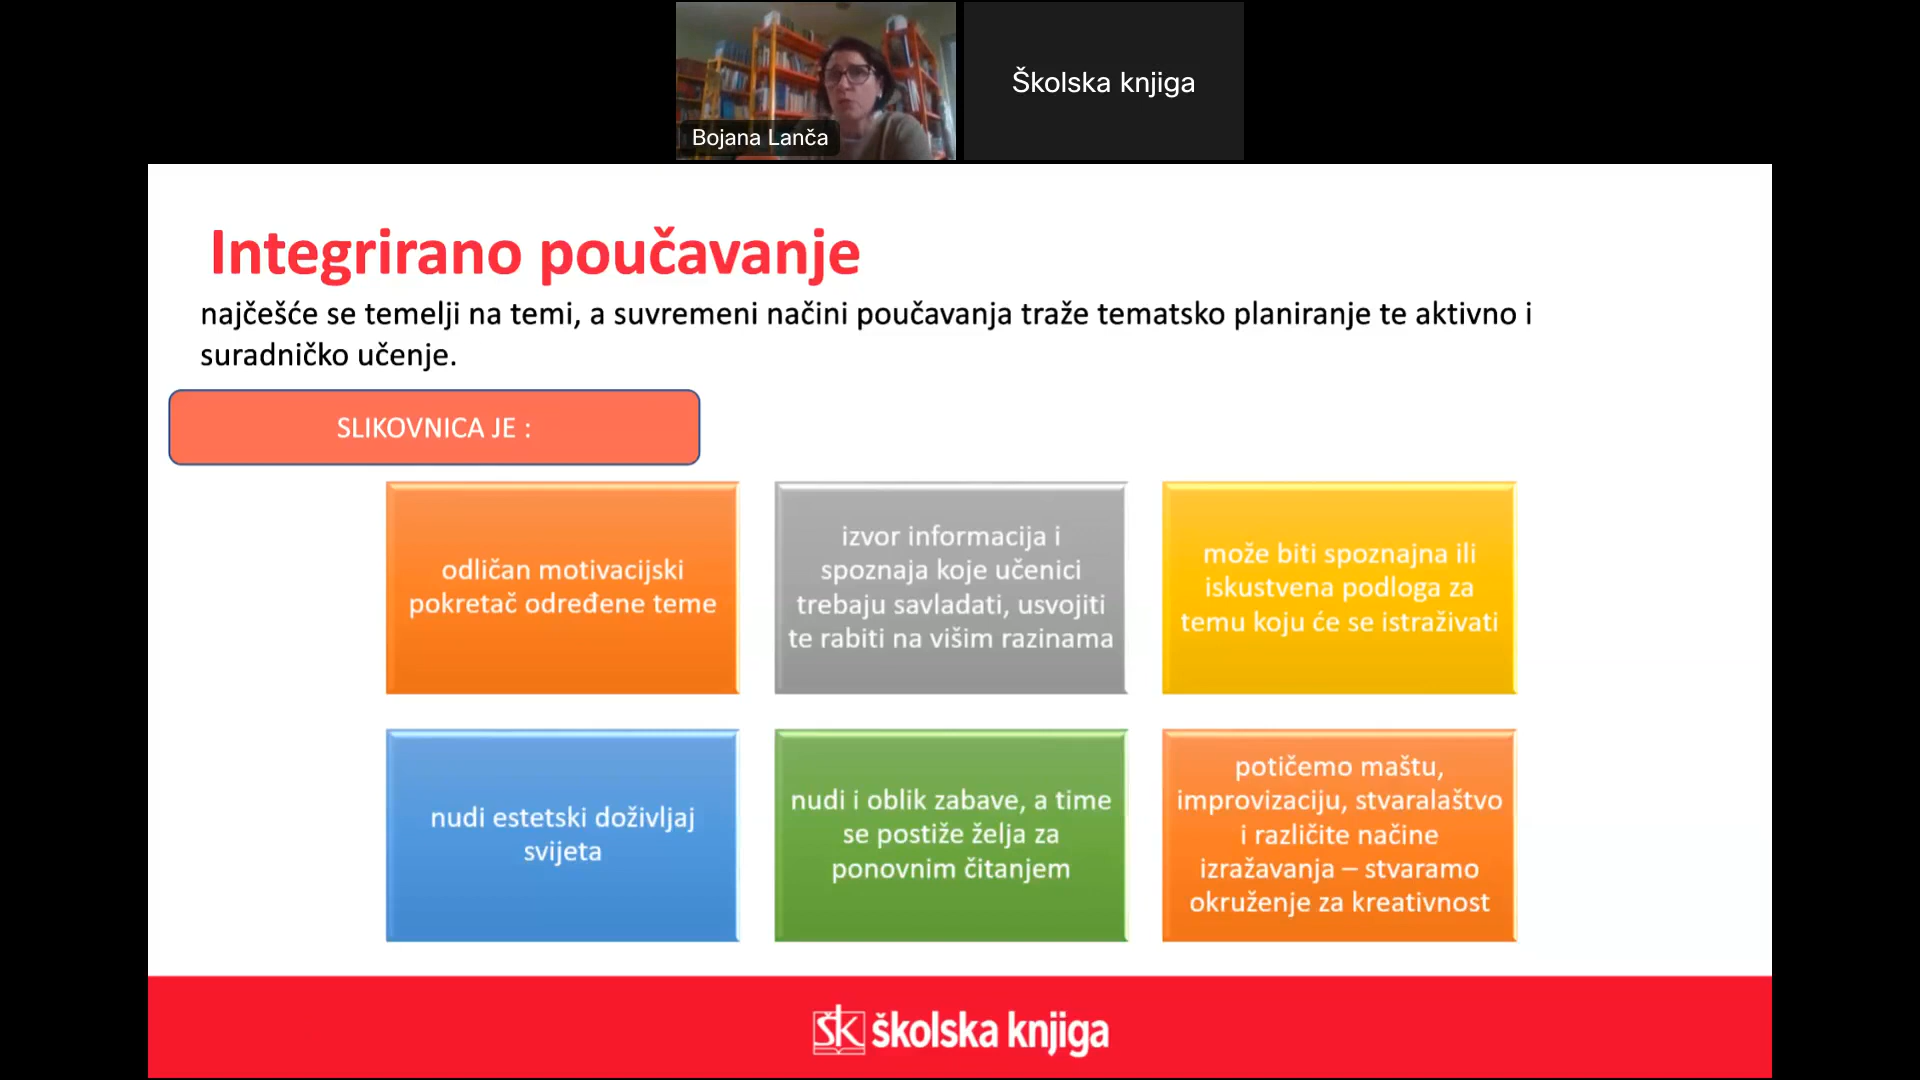 Bojana Lanča
Školska knjiga
Integrirano poučavanje
najčešće se temelji na temi, a suvremeni načini poučavanja traže tematsko planiranje te aktivno i
suradničko učenje.
SLIKOVNICA JE :
odličan motivacijski
pokretač određene teme
izvor informacija i
spoznaja koje učenici
trebaju savladati, usvojiti
te rabiti na višim razinama
može biti spoznajna ili
iskustvena podloga za
temu koju će se istraživati
nudi estetski doživljaj
svijeta
nudi i oblik zabave, a time
se postiže želja za
ponovnim čitanjem
potičemo maštu,
improvizaciju, stvaralaštvo
i različite načine
izražavanja – stvaramo
okruženje za kreativnost
ŠK školska knjiga